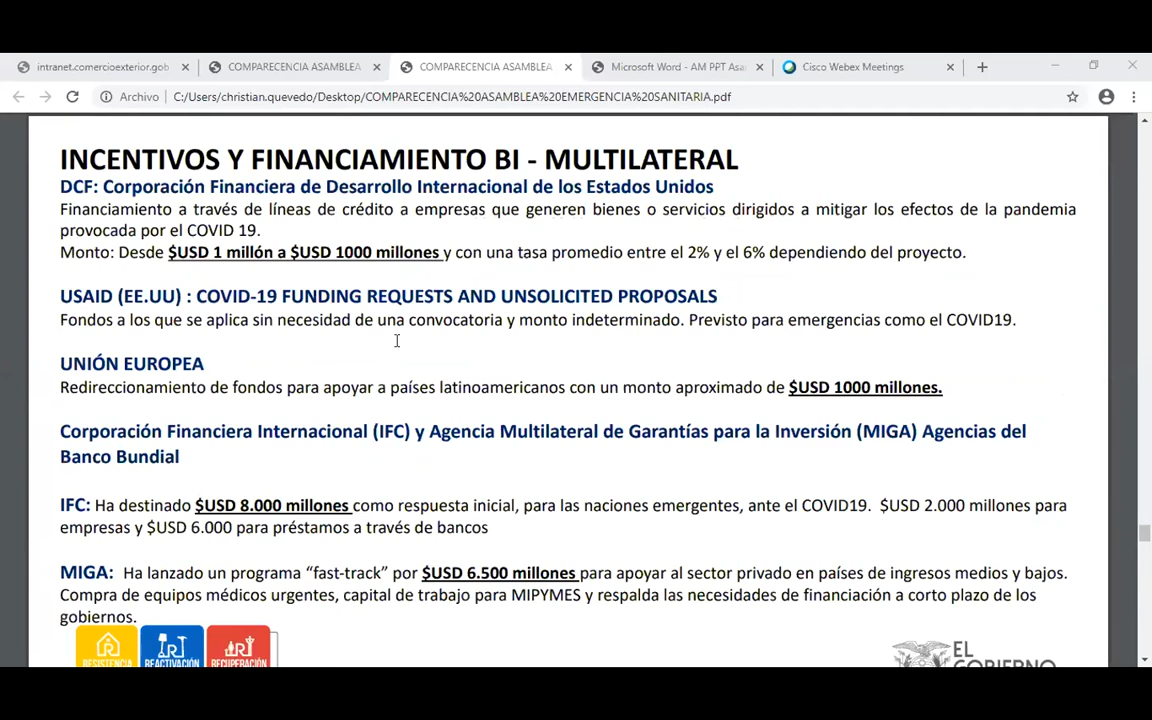 intranet.comercioexterior.gob
COMPARECENCIA ASAMBLEA
COMPARECENCIA ASAMBLEA
Microsoft Word - AM PPT Asa
Cisco Webex Meetings
Archivo C:/Users/christian.quevedo/Desktop/COMPARECENCIA%20ASAMBLEA%20EMERGENCIA%20SANITARIA.pdf
INCENTIVOS Y FINANCIAMIENTO BI - MULTILATERAL
DCF: Corporación Financiera de Desarrollo Internacional de los Estados Unidos
Financiamiento a través de líneas de crédito a empresas que generen bienes o servicios dirigidos a mitigar los efectos de la pandemia
provocada por el COVID 19.
Monto: Desde $USD 1 millón a $USD 1000 millones y con una tasa promedio entre el 2% y el 6% dependiendo del proyecto.
USAID (EE.UU) : COVID-19 FUNDING REQUESTS AND UNSOLICITED PROPOSALS
Fondos a los que se aplica sin necesidad de una convocatoria y monto indeterminado. Previsto para emergencias como el COVID19.
UNIÓN EUROPEA
Redireccionamiento de fondos para apoyar a países latinoamericanos con un monto aproximado de $USD 1000 millones.
Corporación Financiera Internacional (IFC) y Agencia Multilateral de Garantías para la Inversión (MIGA) Agencias del
Banco Bundial
IFC: Ha destinado $USD 8.000 millones como respuesta inicial, para las naciones emergentes, ante el COVID19. $USD 2.000 millones para
empresas y $USD 6.000 para préstamos a través de bancos
MIGA: Ha lanzado un programa “fast-track” por $USD 6.500 millones para apoyar al sector privado en países de ingresos medios y bajos.
Compra de equipos médicos urgentes, capital de trabajo para MIPYMES y respalda las necesidades de financiación a corto plazo de los
gobiernos.
RESISTENCIA REACTIVACIÓN RECUPERACIÓN
EL
GOBIERNO